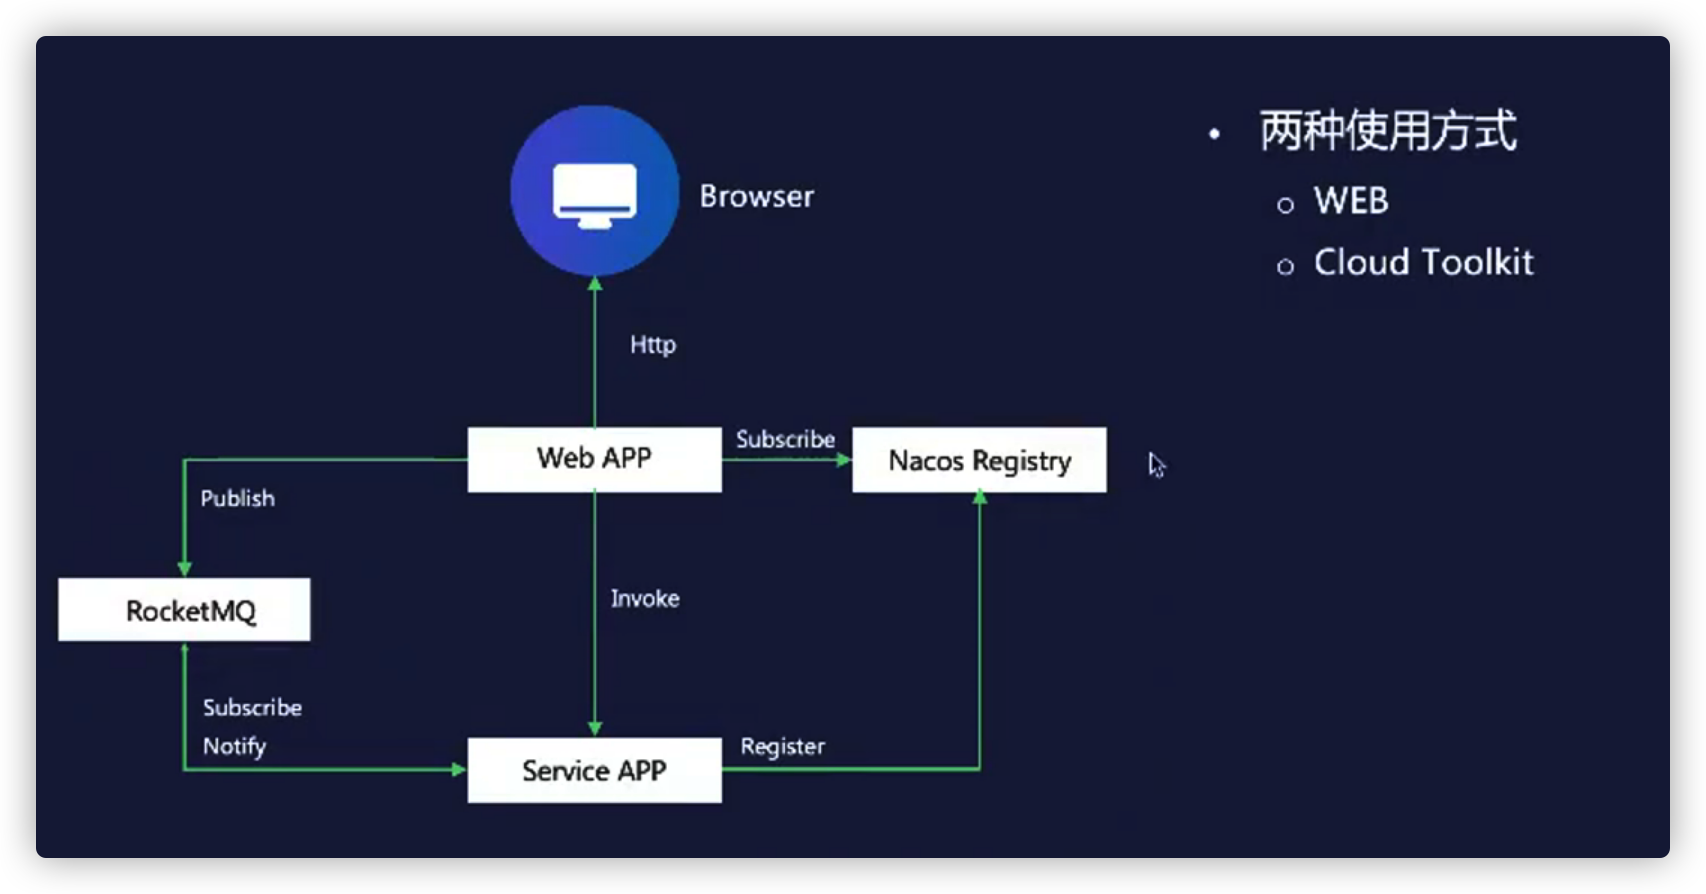 Browser
Http
Web APP
Subscribe
Nacos Registry
Publish
RocketMQ
Invoke
Subscribe
Notify
Service APP
Register
• 两种使用方式
○ WEB
○ Cloud Toolkit